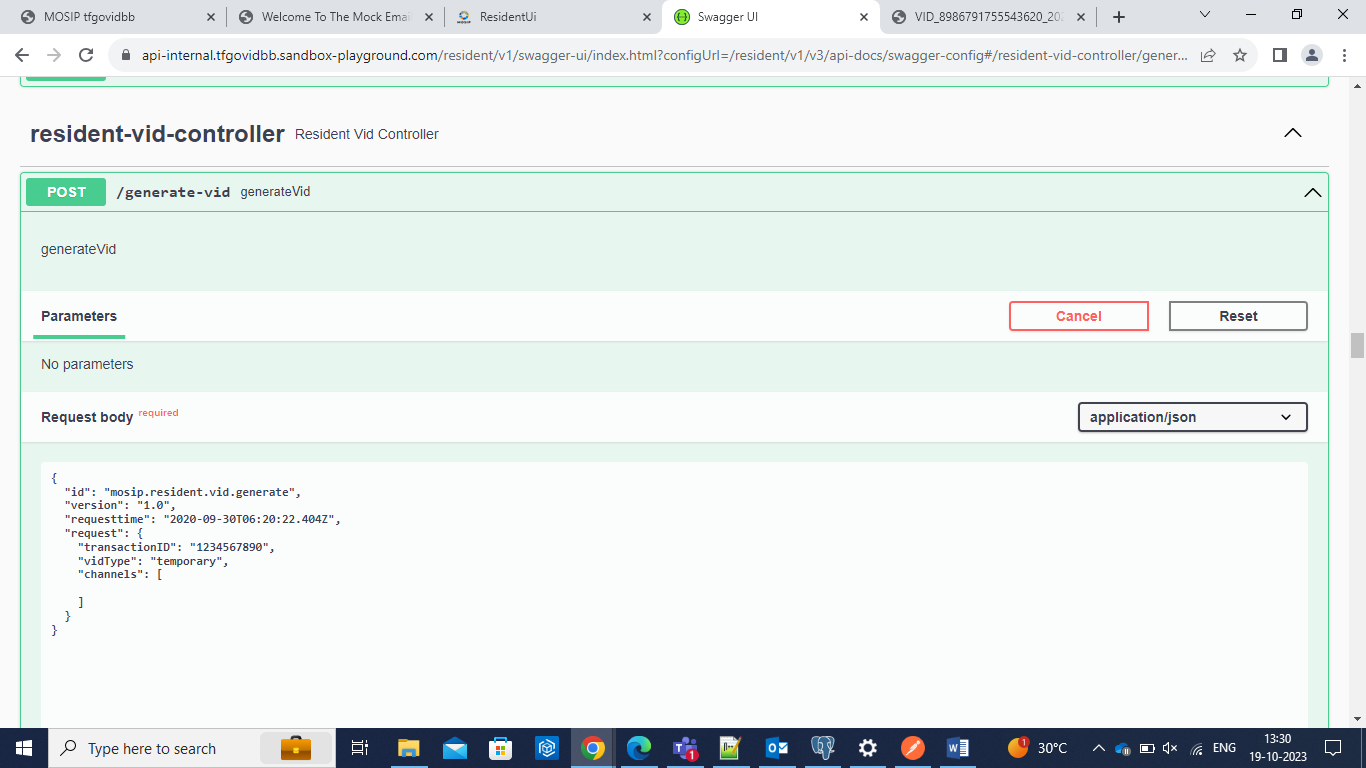 MOSIP tfgovidbb
Welcome To The Mock Emai
ResidentUi
Swagger UI
VID_8986791755543620_202
api-internal.tfgovidbb.sandbox-playground.com/resident/v1/swagger-ui/index.html?configUrl=/resident/v1/v3/api-docs/swagger-config#/resident-vid-controller/gener...
resident-vid-controller Resident Vid Controller
POST /generate-vid generateVid
generateVid
Parameters
Cancel
Reset
No parameters
Request body required
application/json
{
"id": "mosip.resident.vid.generate",
"version": "1.0",
"requesttime": "2020-09-30T06:20:22.404Z",
"request": {
"transactionID": "1234567890",
"vidType": "temporary",
"channels": [
]
}
}
Type here to search
1
1
30°C
ENG
13:30
19-10-2023